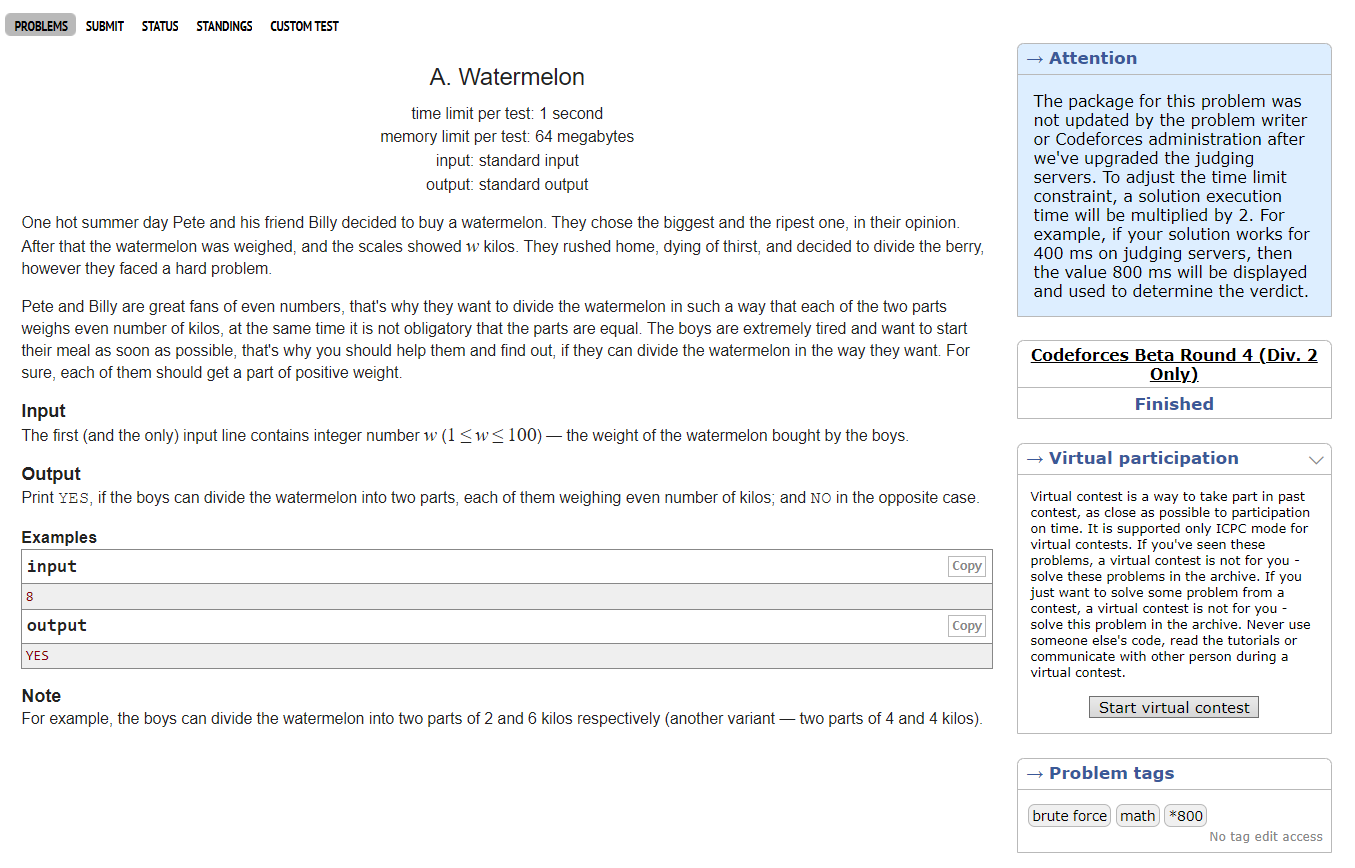 PROBLEMS SUBMIT STATUS STANDINGS CUSTOM TEST
A. Watermelon
time limit per test: 1 second
memory limit per test: 64 megabytes
input: standard input
output: standard output
One hot summer day Pete and his friend Billy decided to buy a watermelon. They chose the biggest and the ripest one, in their opinion.
After that the watermelon was weighed, and the scales showed w kilos. They rushed home, dying of thirst, and decided to divide the berry,
however they faced a hard problem.
Pete and Billy are great fans of even numbers, that's why they want to divide the watermelon in such a way that each of the two parts
weighs even number of kilos, at the same time it is not obligatory that the parts are equal. The boys are extremely tired and want to start
their meal as soon as possible, that's why you should help them and find out, if they can divide the watermelon in the way they want. For
sure, each of them should get a part of positive weight.
Input
The first (and the only) input line contains integer number w (1 ≤ w ≤ 100) — the weight of the watermelon bought by the boys.
Output
Print YES, if the boys can divide the watermelon into two parts, each of them weighing even number of kilos; and NO in the opposite case.
Examples
input Copy
8
output Copy
YES
Note
For example, the boys can divide the watermelon into two parts of 2 and 6 kilos respectively (another variant — two parts of 4 and 4 kilos).
→ Attention
The package for this problem was
not updated by the problem writer
or Codeforces administration after
we've upgraded the judging
servers. To adjust the time limit
constraint, a solution execution
time will be multiplied by 2. For
example, if your solution works for
400 ms on judging servers, then
the value 800 ms will be displayed
and used to determine the verdict.
Codeforces Beta Round 4 (Div. 2
Only)
Finished
→ Virtual participation
Virtual contest is a way to take part in past
contest, as close as possible to participation
on time. It is supported only ICPC mode for
virtual contests. If you've seen these
problems, a virtual contest is not for you -
solve these problems in the archive. If you
just want to solve some problem from a
contest, a virtual contest is not for you -
solve this problem in the archive. Never use
someone else's code, read the tutorials or
communicate with other person during a
virtual contest.
Start virtual contest
→ Problem tags
brute force math *800
No tag edit access